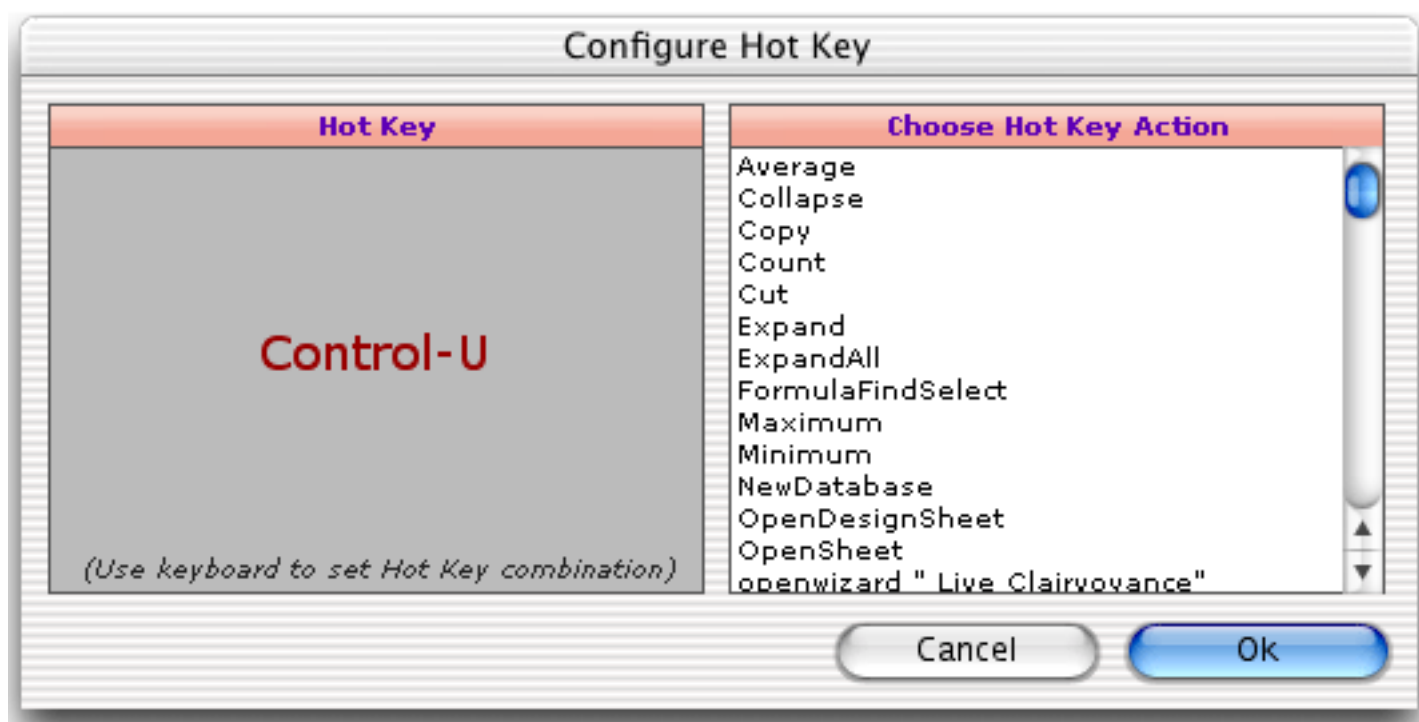 Configure Hot Key
Hot Key
Control-U
(Use keyboard to set Hot Key combination)
Choose Hot Key Action
Average
Collapse
Copy
Count
Cut
Expand
ExpandAll
FormulaFindSelect
Maximum
Minimum
NewDatabase
OpenDesignSheet
OpenSheet
openwizard " Live Clairvoyance"
Cancel
Ok